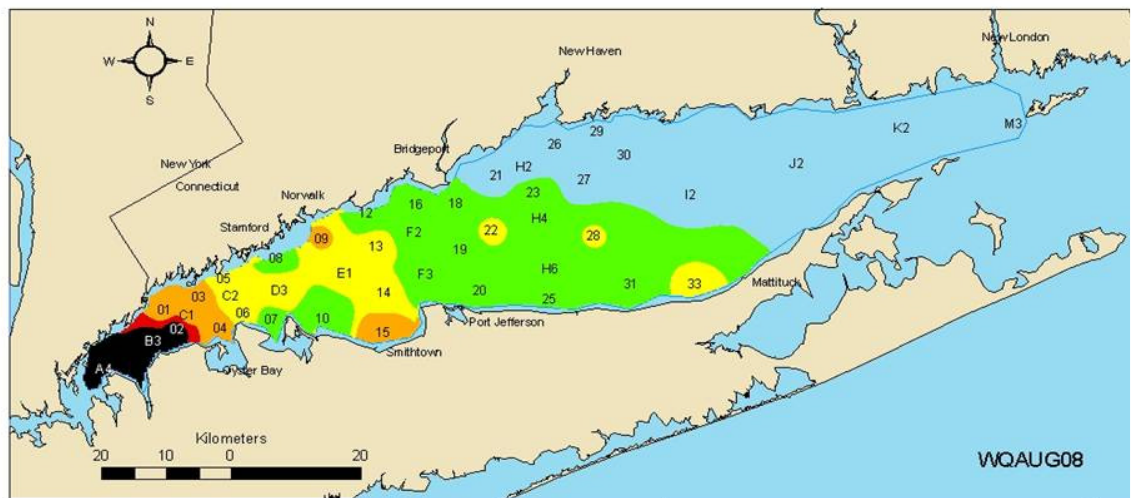 N
W E
S
New London
New Haven
29
26
K2
M3
30
H2
J2
Bridgeport
21
27
New York
Connecticut
23
I2
Norwalk
16
18
12
H4
Stamford
F2
22
28
09
13
19
08
E1
H6
05
F3
D3
31
33
Mattituck
03
C2
14
20
25
01
C1
06
07
10
Port Jefferson
02
04
15
B3
Smithtown
A4
Oyster Bay
Kilometers
20 10 0 20
WQAUG08